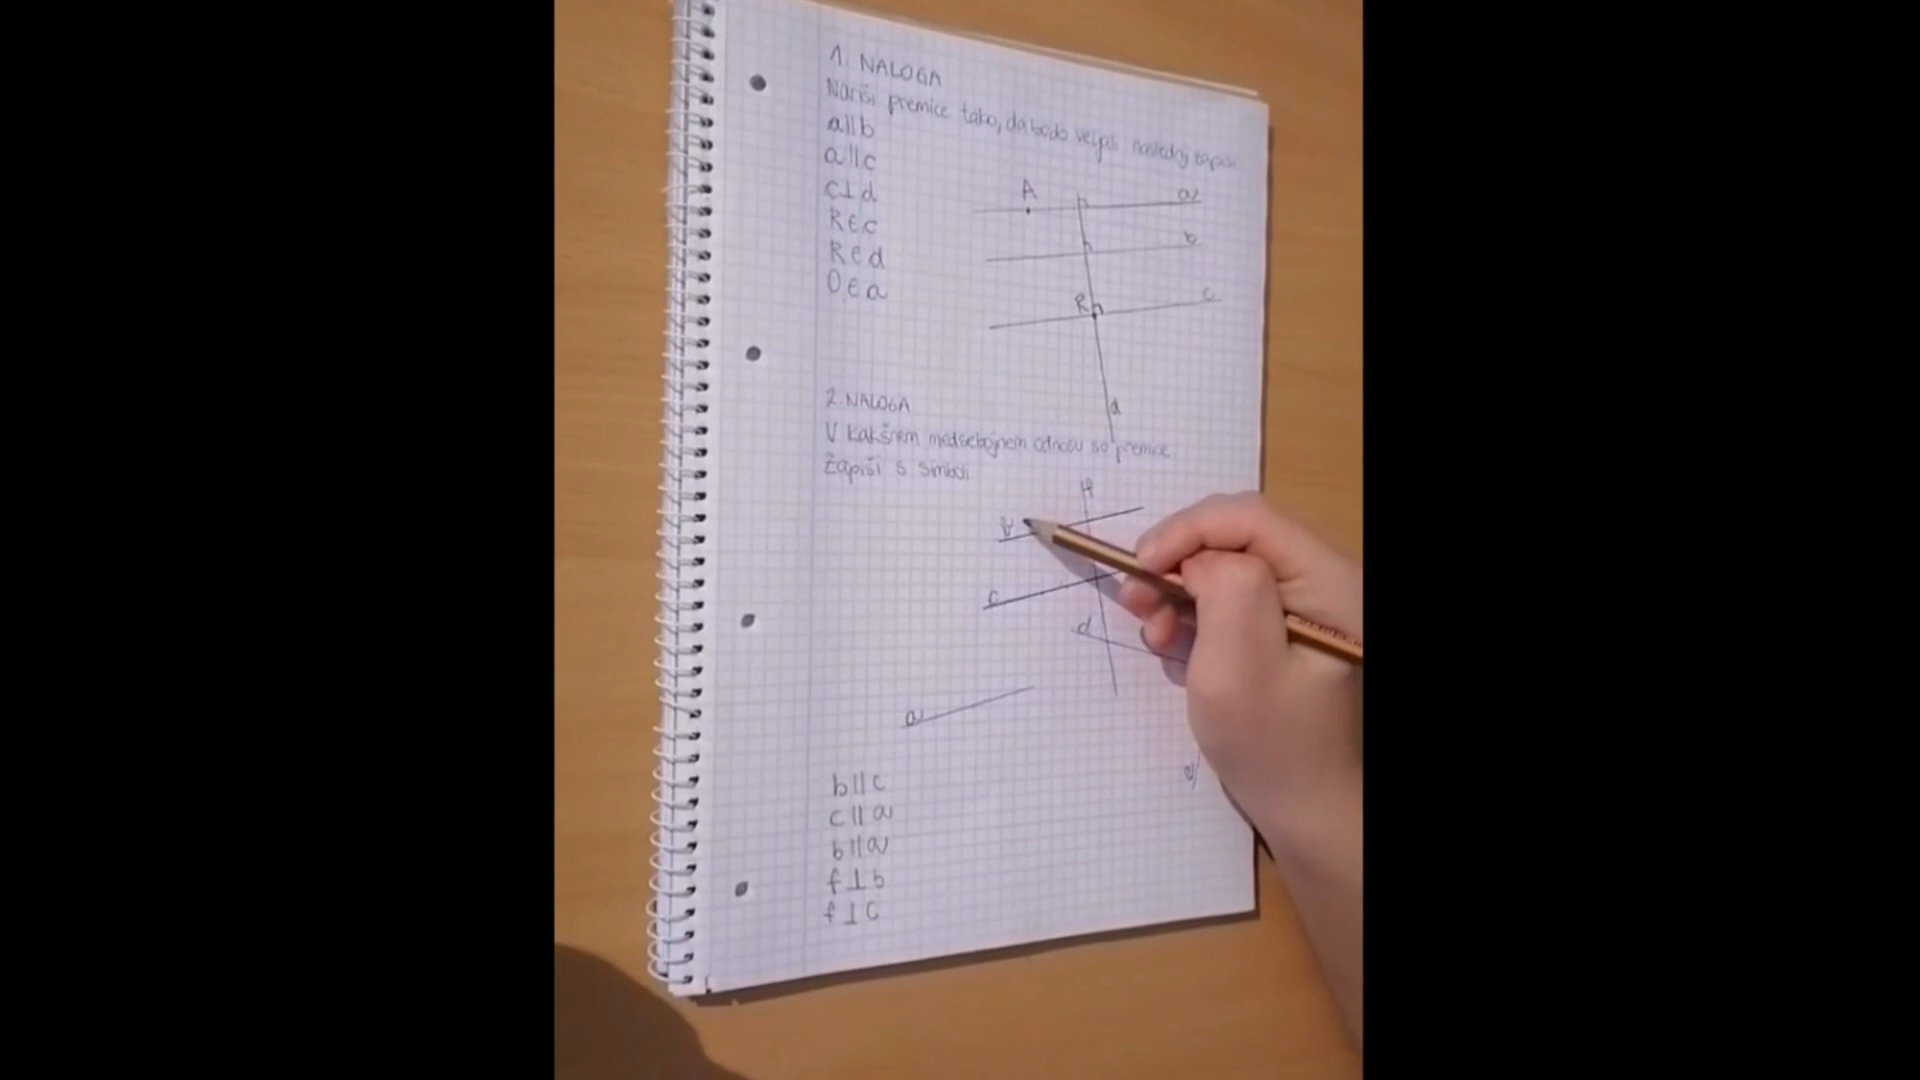 1. NALOGA
Nariši premice tako, da bodo veljali naslednji zapisi
a||b
a||c
c⊥d
R∈c
R∈d
O∈a
A
a
b
R
c
d
2. NALOGA
V kakšnem medsebojnem odnosu so premice
Zapiši s simboli
f
b
c
d
a
e
b||c
c||a
b||a
f⊥b
f⊥c